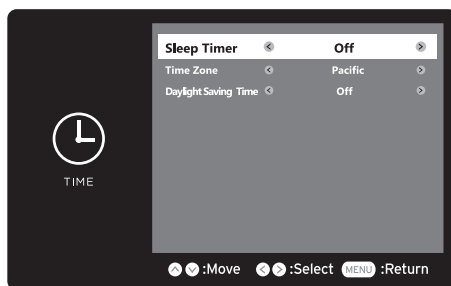 Sleep Timer Off
Time Zone Pacific
Daylight Saving Time Off
TIME
:Move :Select MENU :Return